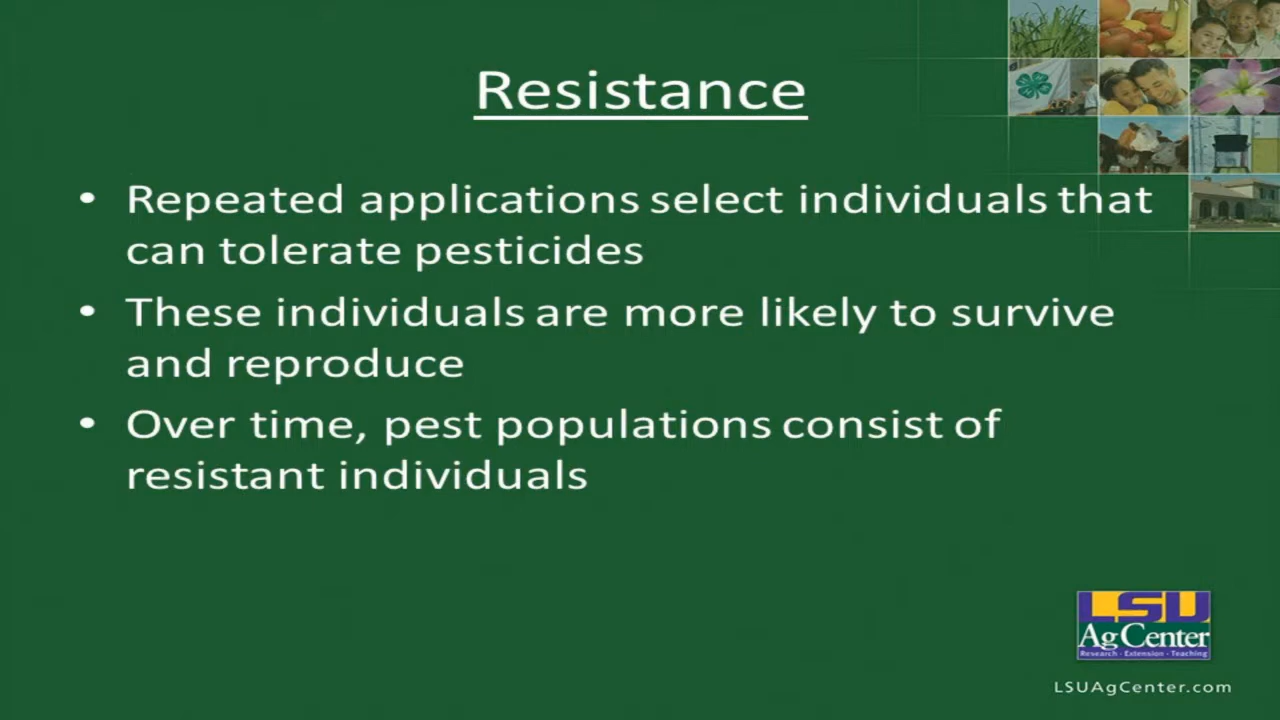 Resistance
• Repeated applications select individuals that
can tolerate pesticides
• These individuals are more likely to survive
and reproduce
• Over time, pest populations consist of
resistant individuals
LSU
AgCenter
Research · Extension · Teaching
LSUAgCenter.com